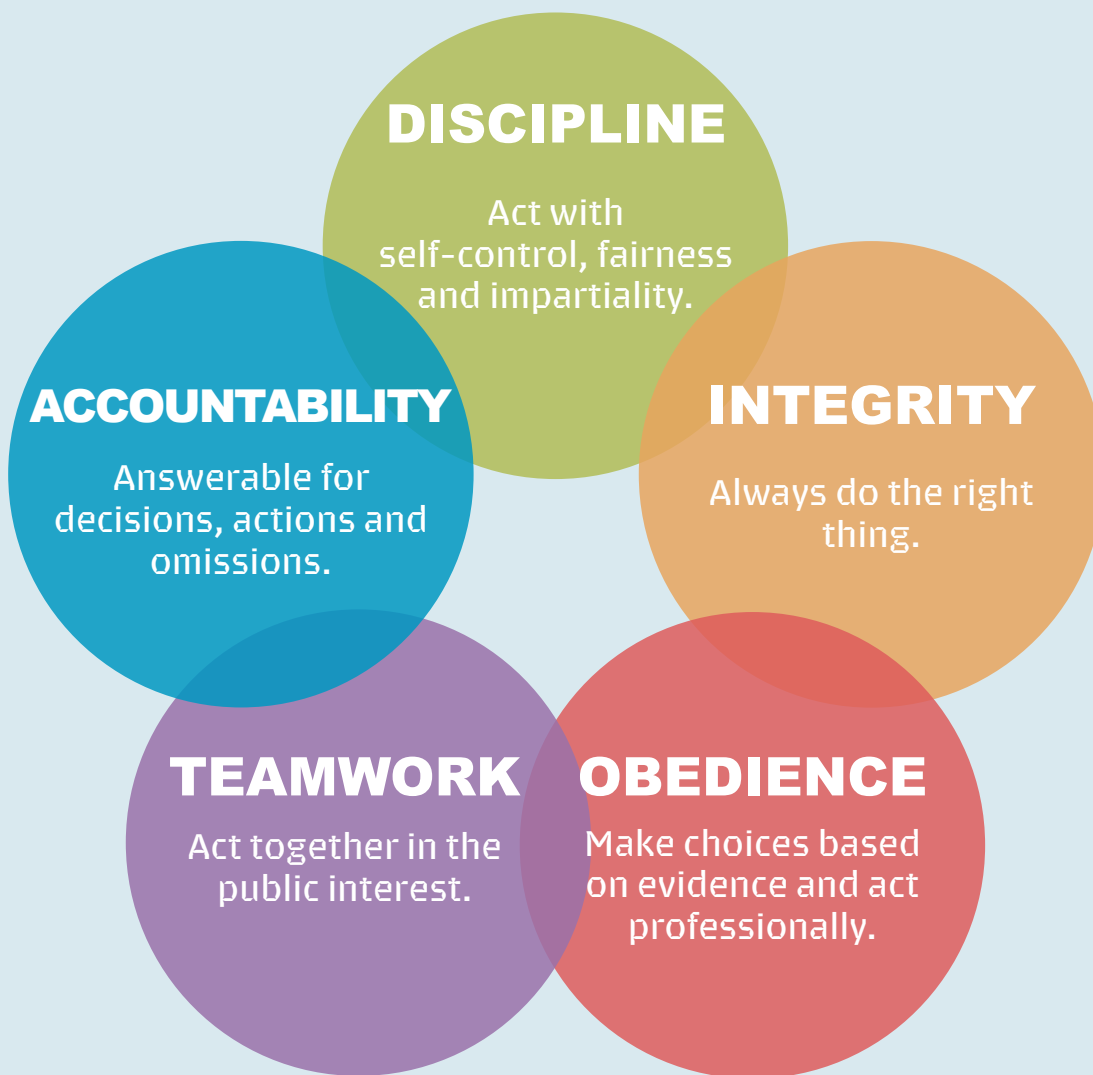 DISCIPLINE
Act with
self-control, fairness
and impartiality.
ACCOUNTABILITY
Answerable for
decisions, actions and
omissions.
INTEGRITY
Always do the right
thing.
TEAMWORK
Act together in the
public interest.
OBEDIENCE
Make choices based
on evidence and act
professionally.